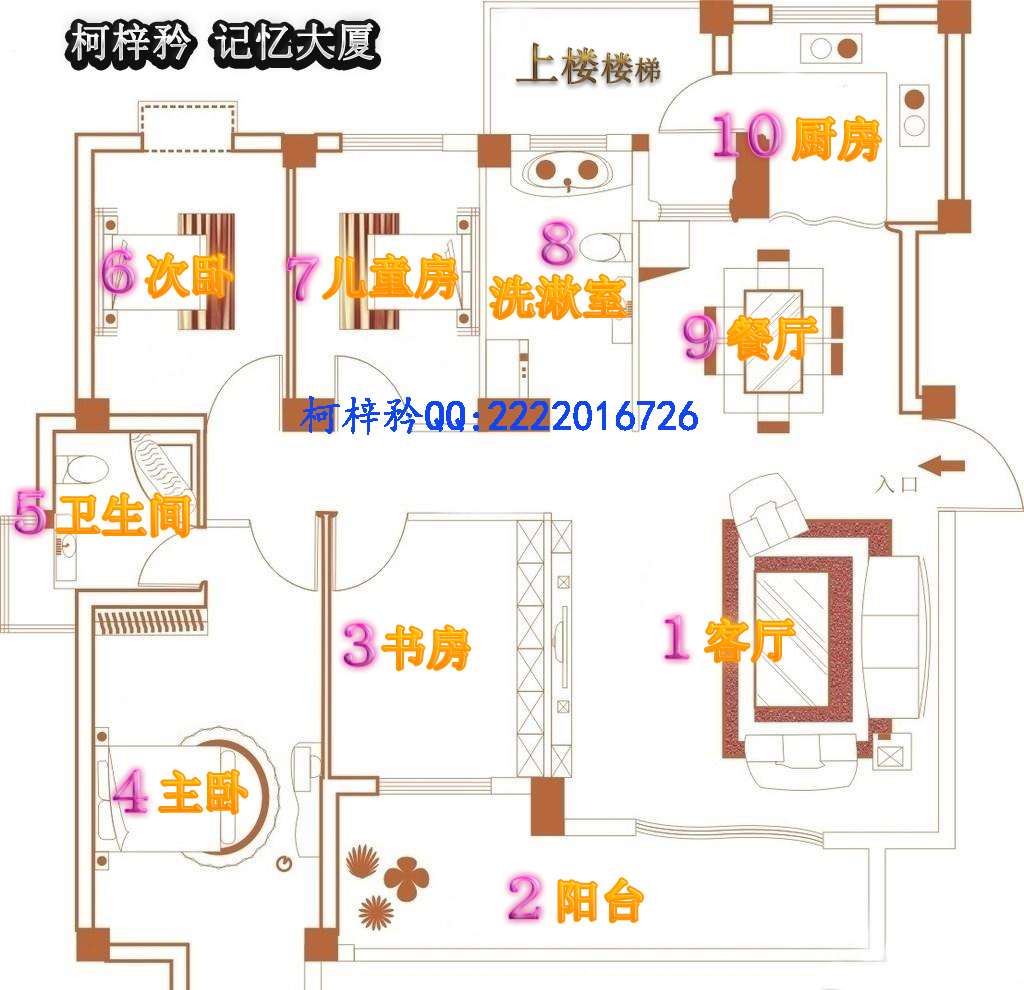 柯梓矜 记忆大厦
上楼楼梯
10 厨房
6 次卧
7 儿童房
8 洗漱室
9 餐厅
柯梓矜QQ:2222016726
入口
5 卫生间
3 书房
1 客厅
4 主卧
2 阳台